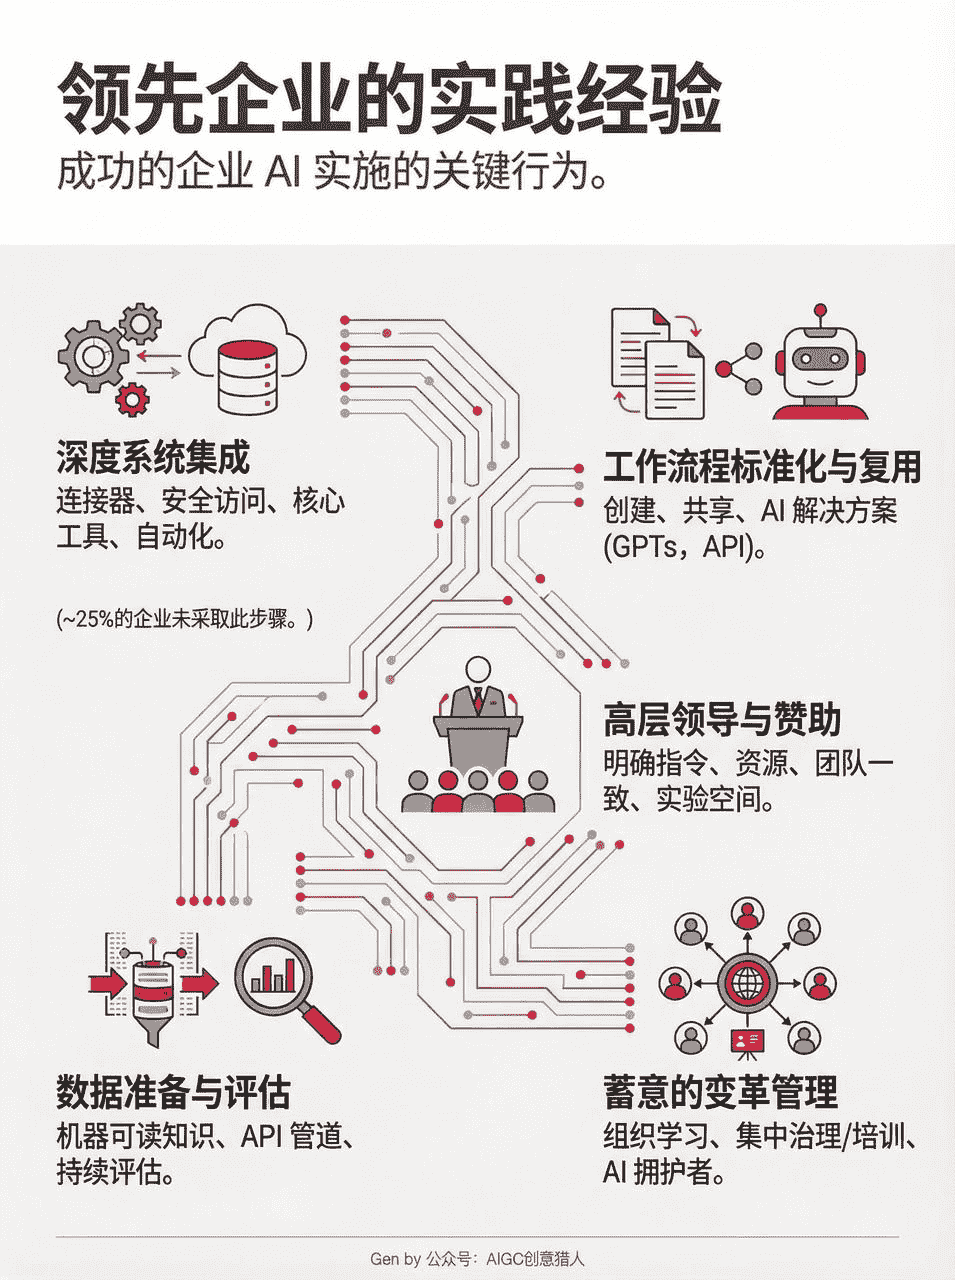 领先企业的实践经验
成功的企业 AI 实施的关键行为。
深度系统集成
连接器、安全访问、核心
工具、自动化。
(~25%的企业未采取此步骤。)
工作流程标准化与复用
创建、共享、AI 解决方案
(GPTs，API)。
高层领导与赞助
明确指令、资源、团队一
致、实验空间。
数据准备与评估
机器可读知识、API 管道、
持续评估。
蓄意的变革管理
组织学习、集中治理/培训、
AI 拥护者。
Gen by 公众号：AIGC创意猎人